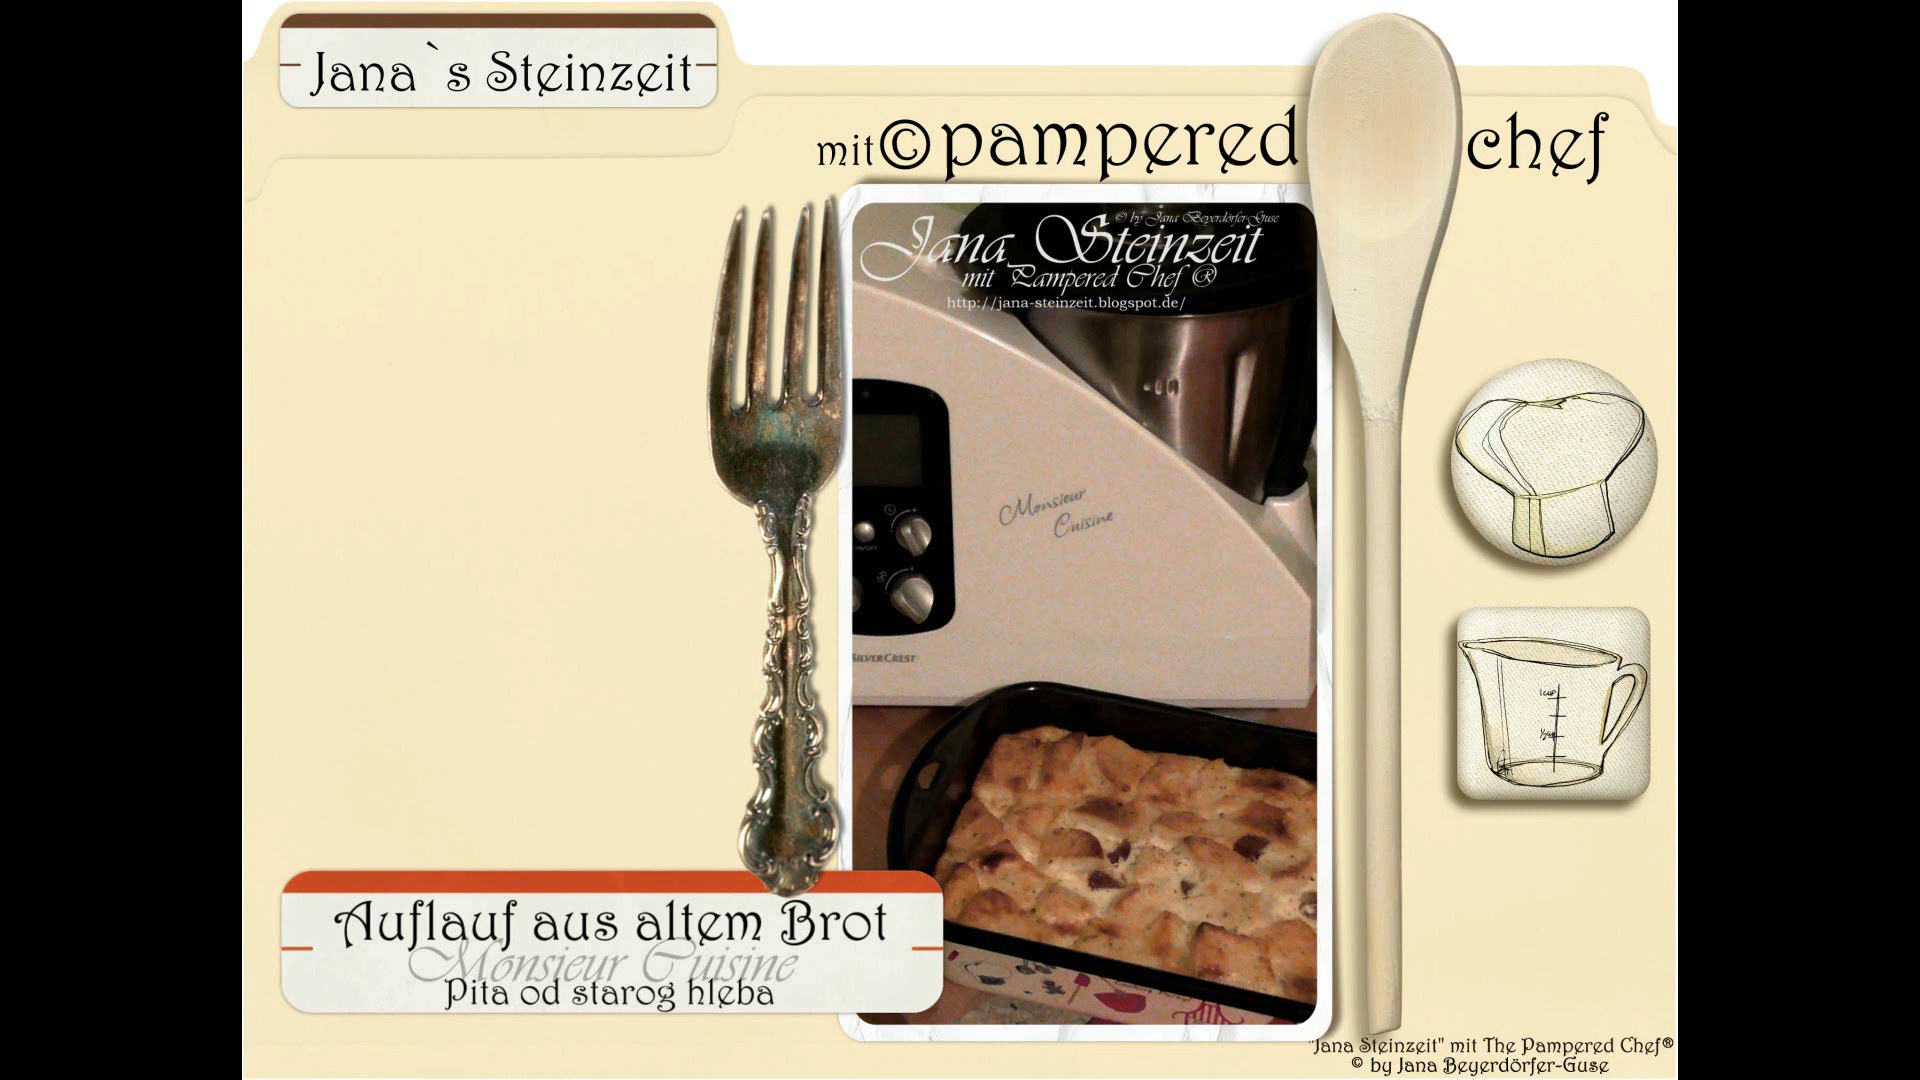 Jana`s Steinzeit
mit ©pampered chef
© by Jana Beyerdörfer-Guse
Jana Steinzeit
mit Pampered Chef ®
http://jana-steinzeit.blogspot.de/
Monsieur
Cuisine
SILVERCREST
1 cup
Auflauf aus altem Brot
Monsieur Cuisine
Pita od starog hleba
"Jana Steinzeit" mit The Pampered Chef®
© by Jana Beyerdörfer-Guse